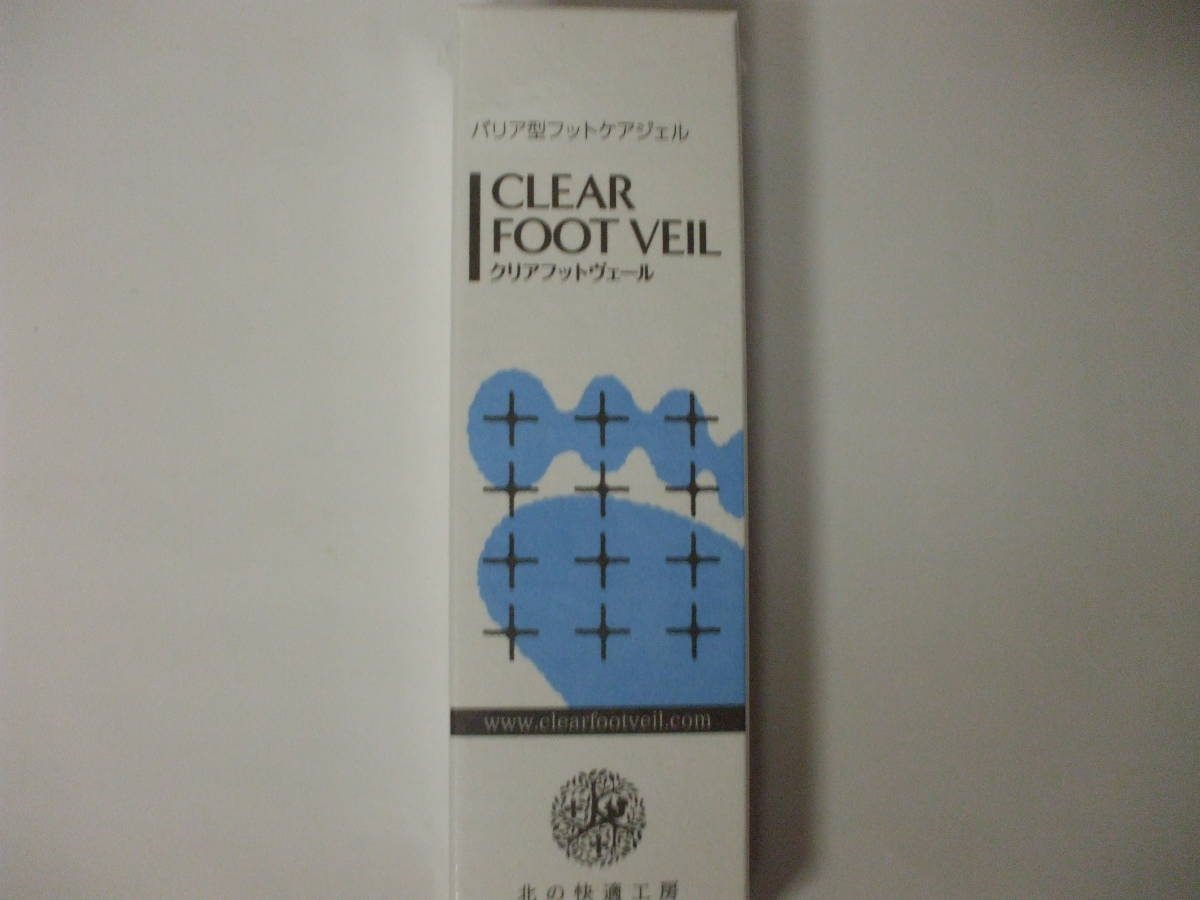 バリア型フットケアジェル
CLEAR
FOOT VEIL
クリアフットヴェール
www.clearfootveil.com
北の快適工房